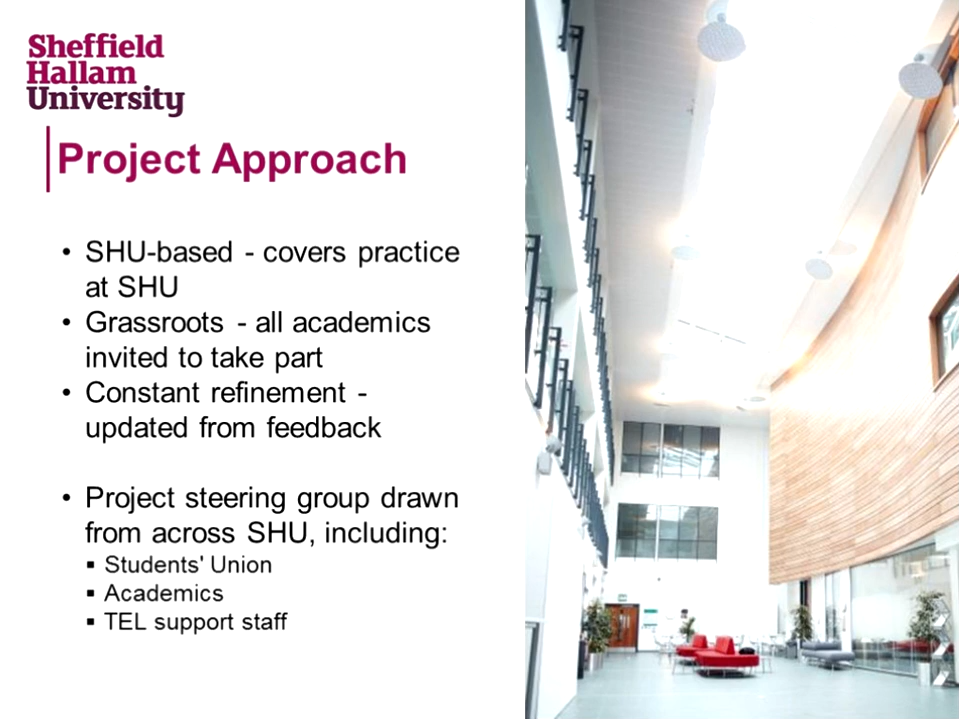 Sheffield
Hallam
University
Project Approach
• SHU-based - covers practice
at SHU
• Grassroots - all academics
invited to take part
• Constant refinement -
updated from feedback
• Project steering group drawn
from across SHU, including:
▪ Students' Union
▪ Academics
▪ TEL support staff